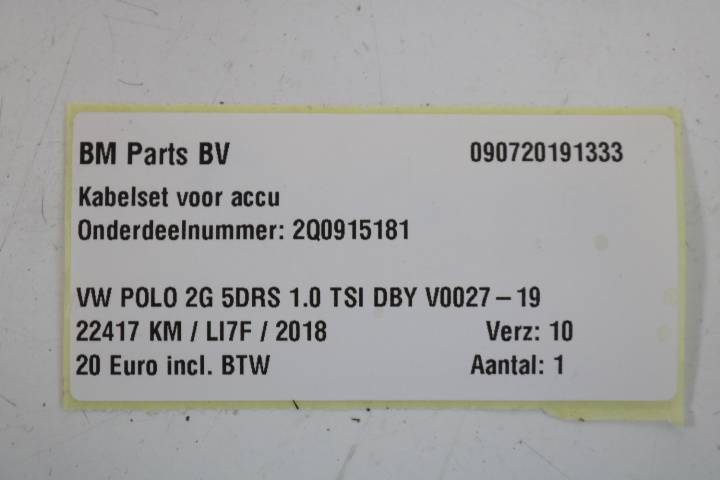 BM Parts BV 090720191333
Kabelset voor accu
Onderdeelnummer: 2Q0915181
VW POLO 2G 5DRS 1.0 TSI DBY V0027-19
22417 KM / LI7F / 2018 Verz: 10
20 Euro incl. BTW Aantal: 1